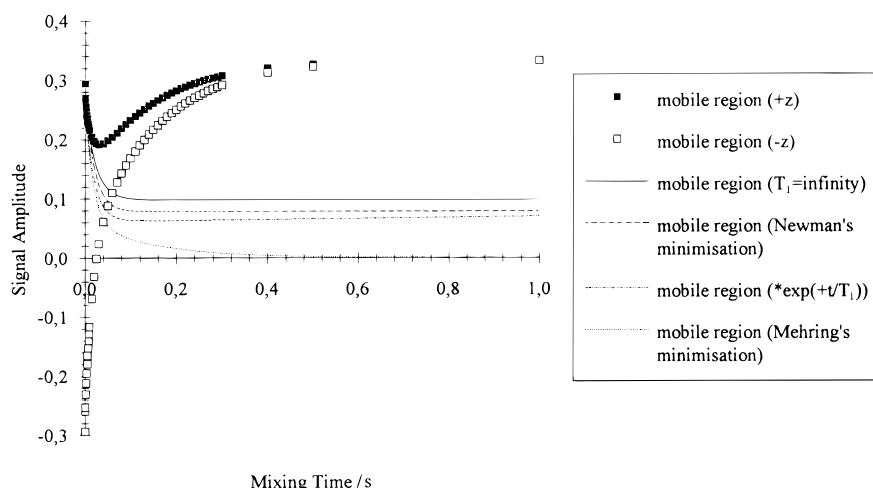 0,4
0,3
0,2
0,1
0,0
-0,1
-0,2
-0,3
0,2
0,4
0,6
0,8
1,0
Signal Amplitude
Mixing Time /s
mobile region (+z)
mobile region (-z)
mobile region (T₁=infinity)
mobile region (Newman's
minimisation)
mobile region (*exp(+t/T₁))
mobile region (Mehring's
minimisation)